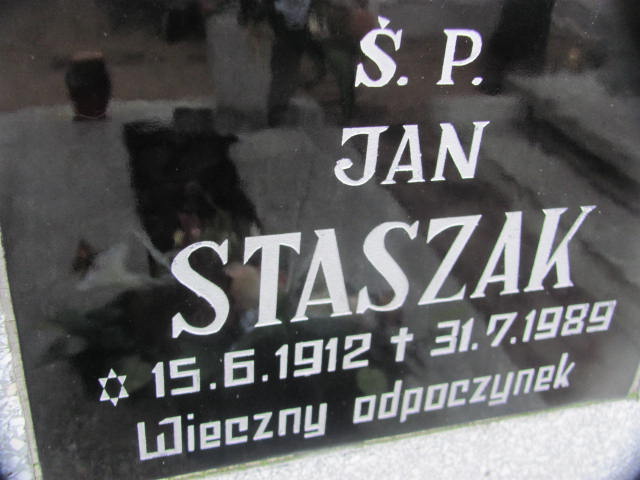 Ś. P.
JAN
STASZAK
✡ 15.6.1912 ✝ 31.7.1989
Wieczny odpoczynek